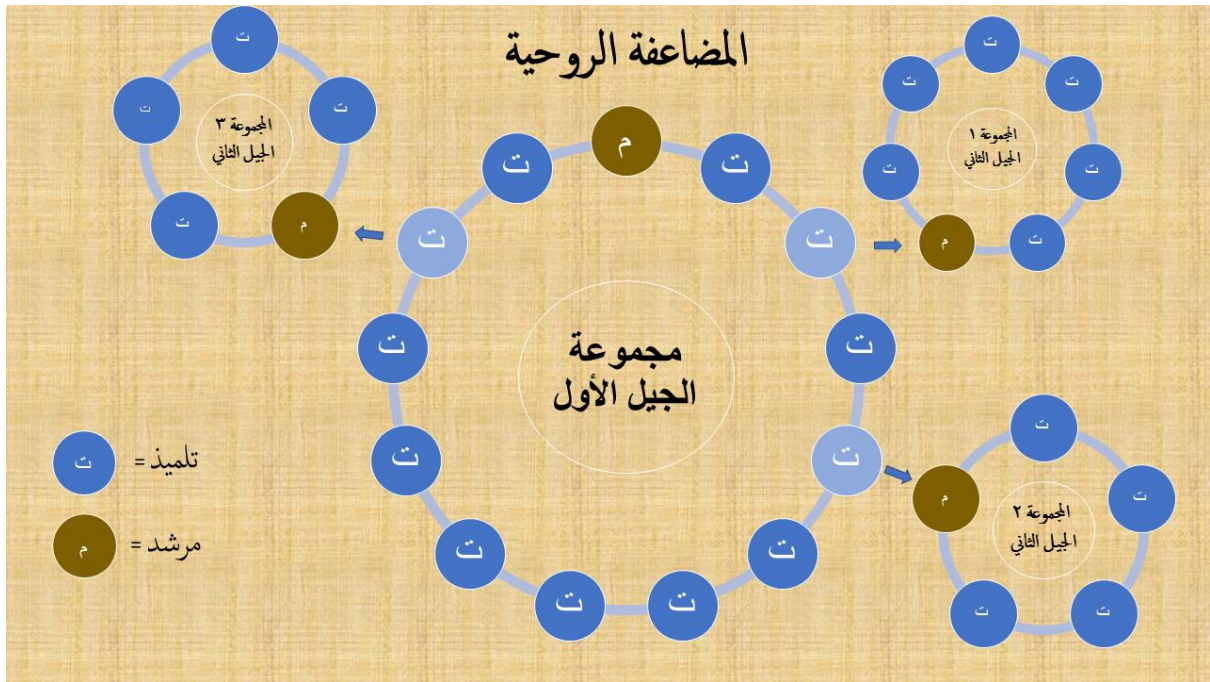 المضاعفة الروحية
م
ت
ت
ت
ت
ت
ت
ت
ت
ت
ت
ت
ت
مجموعة
الجيل الأول
ت
ت
ت
ت
م
ت
ت
المجموعة ١
الجيل الثاني
ت
ت
ت
ت
م
المجموعة ٢
الجيل الثاني
ت
ت
م
ت
ت
المجموعة ٣
الجيل الثاني
ت = تلميذ
م = مرشد